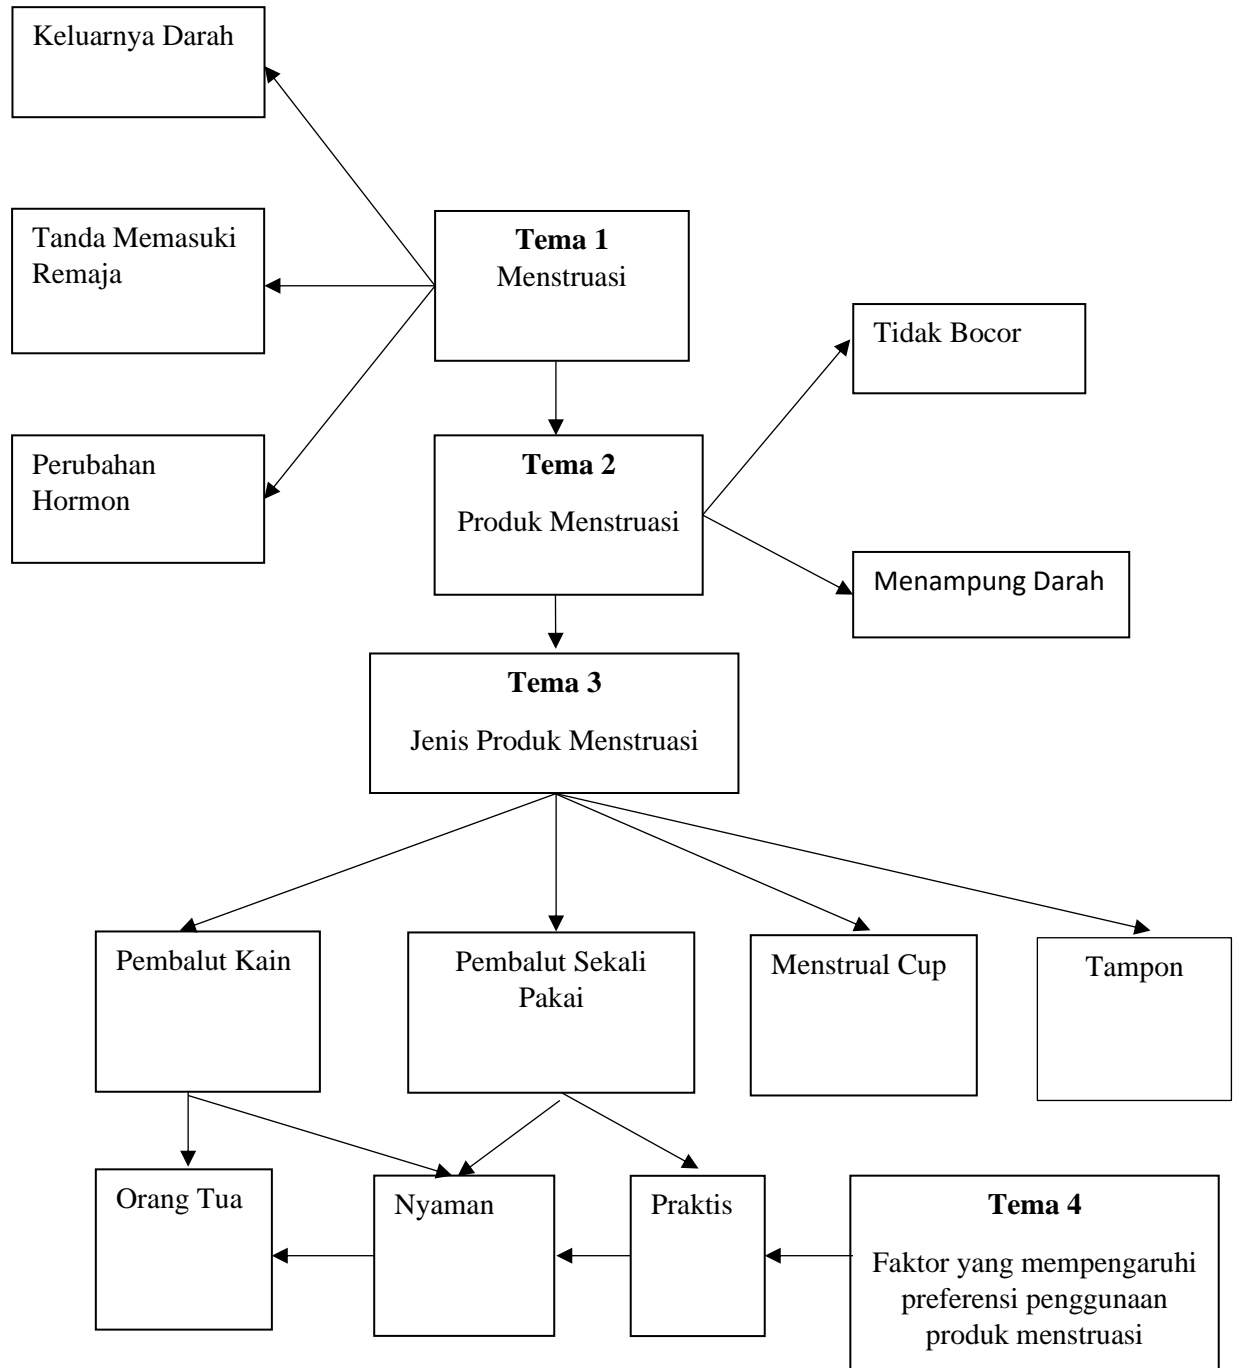 Keluarnya Darah
Tanda Memasuki
Remaja
Tema 1
Menstruasi
Tidak Bocor
Perubahan
Hormon
Tema 2
Produk Menstruasi
Menampung Darah
Tema 3
Jenis Produk Menstruasi
Pembalut Kain
Pembalut Sekali
Pakai
Menstrual Cup
Tampon
Orang Tua
Nyaman
Praktis
Tema 4
Faktor yang mempengaruhi
preferensi penggunaan
produk menstruasi